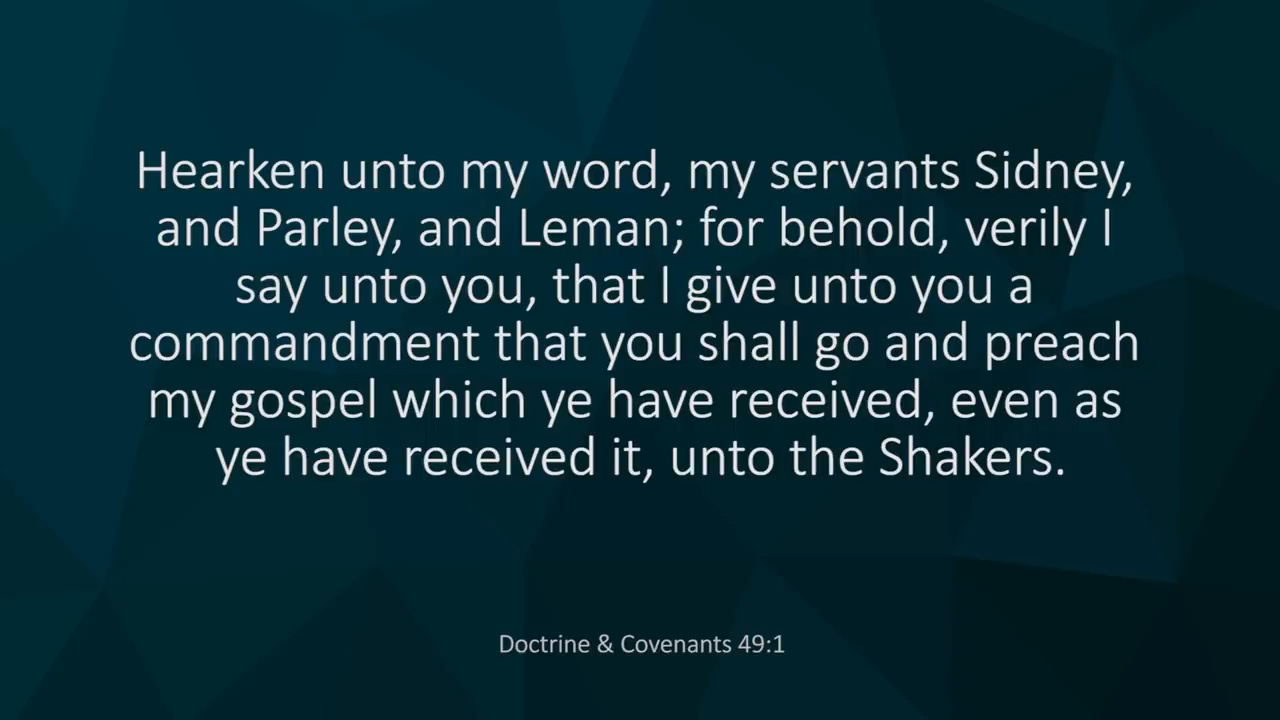 Hearken unto my word, my servants Sidney,
and Parley, and Leman; for behold, verily I
say unto you, that I give unto you a
commandment that you shall go and preach
my gospel which ye have received, even as
ye have received it, unto the Shakers.
Doctrine & Covenants 49:1